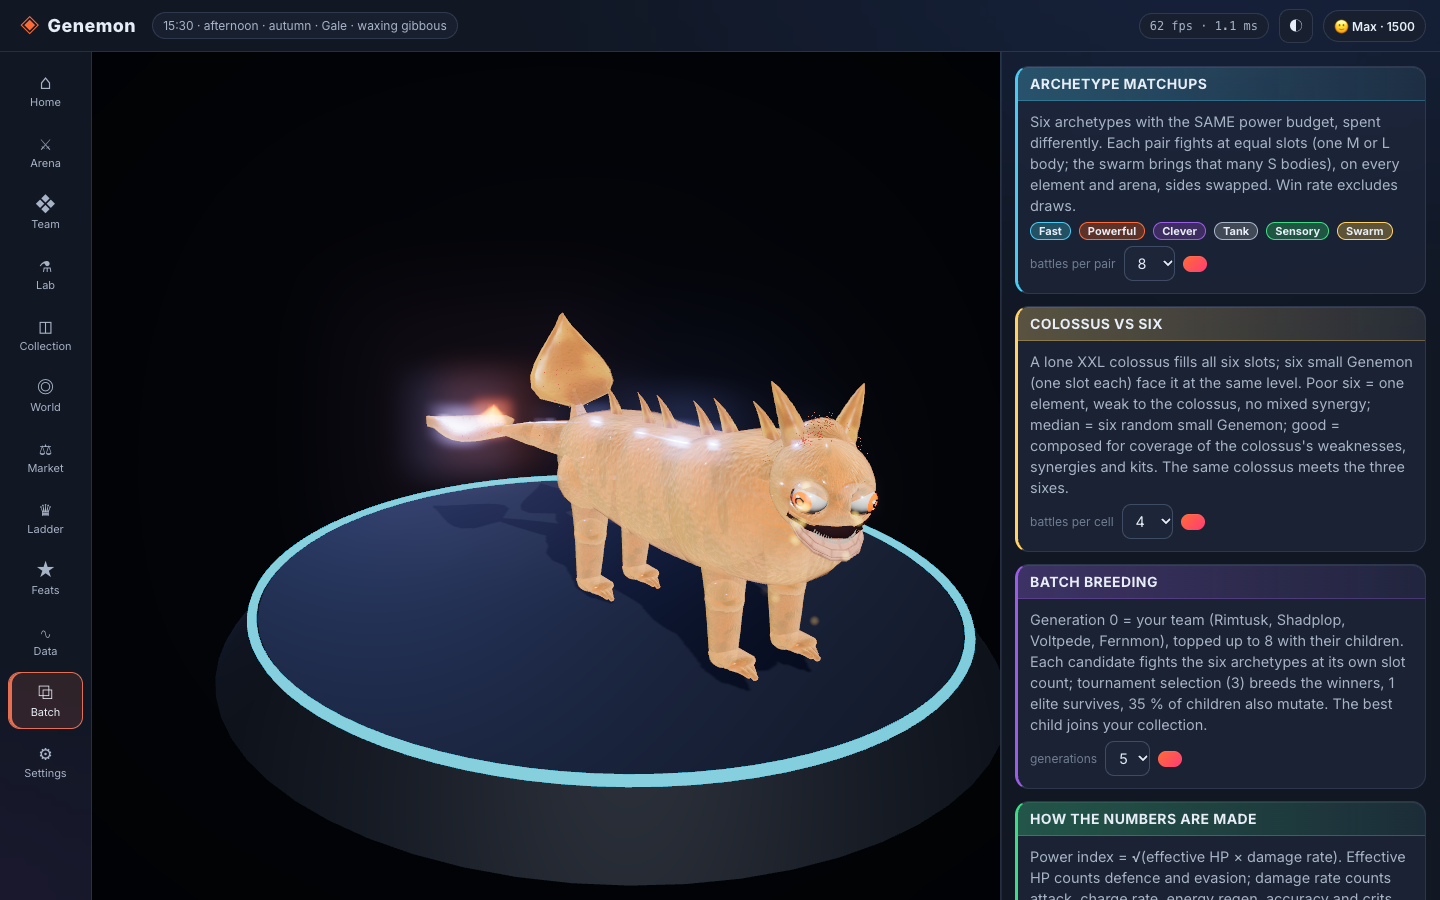 Genemon
15:30 · afternoon · autumn · Gale · waxing gibbous
62 fps · 1.1 ms
Max · 1500
Home
Arena
Team
Lab
Collection
World
Market
Ladder
Feats
Data
Batch
Settings
ARCHETYPE MATCHUPS
Six archetypes with the SAME power budget, spent
differently. Each pair fights at equal slots (one M or L
body; the swarm brings that many S bodies), on every
element and arena, sides swapped. Win rate excludes
draws.
Fast Powerful Clever Tank Sensory Swarm
battles per pair 8
COLOSSUS VS SIX
A lone XXL colossus fills all six slots; six small Genemon
(one slot each) face it at the same level. Poor six = one
element, weak to the colossus, no mixed synergy;
median = six random small Genemon; good =
composed for coverage of the colossus's weaknesses,
synergies and kits. The same colossus meets the three
sixes.
battles per cell 4
BATCH BREEDING
Generation 0 = your team (Rimtusk, Shadplop,
Voltpede, Fernmon), topped up to 8 with their children.
Each candidate fights the six archetypes at its own slot
count; tournament selection (3) breeds the winners, 1
elite survives, 35 % of children also mutate. The best
child joins your collection.
generations 5
HOW THE NUMBERS ARE MADE
Power index = √(effective HP × damage rate). Effective
HP counts defence and evasion; damage rate counts
attack, charge rate, energy regen, accuracy and crits.